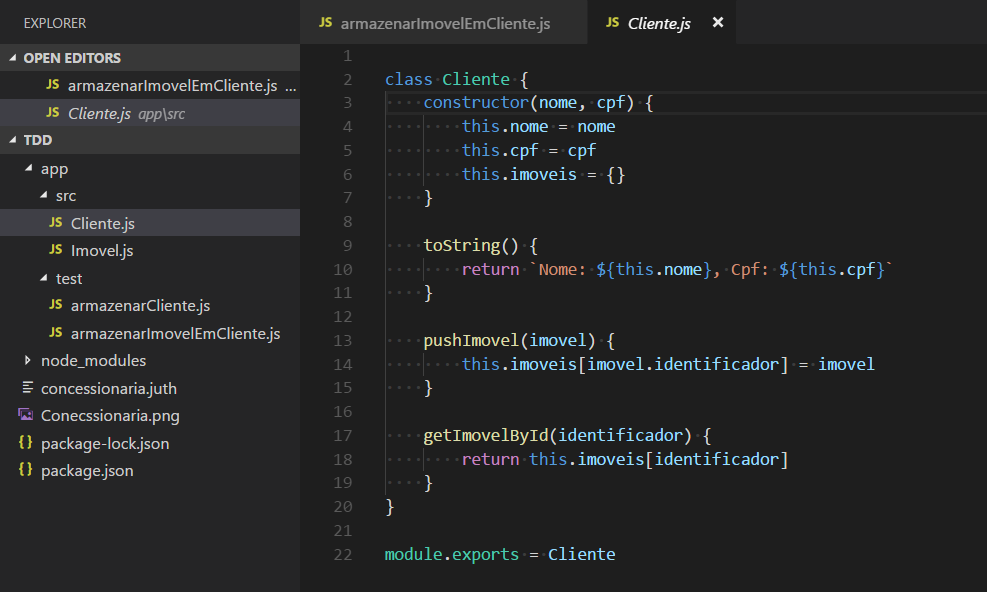 EXPLORER
OPEN EDITORS
JS armazenarImovelEmCliente.js ...
JS Cliente.js app\src
TDD
app
src
JS Cliente.js
JS Imovel.js
test
JS armazenarCliente.js
JS armazenarImovelEmCliente.js
node_modules
concessionaria.juth
Conecssionaria.png
{} package-lock.json
{} package.json
JS armazenarImovelEmCliente.js JS Cliente.js ×
1
2 class Cliente {
3     constructor(nome, cpf) {
4         this.nome = nome
5         this.cpf = cpf
6         this.imoveis = {}
7     }
8
9     toString() {
10         return `Nome: ${this.nome}, Cpf: ${this.cpf}`
11     }
12
13     pushImovel(imovel) {
14         this.imoveis[imovel.identificador] = imovel
15     }
16
17     getImovelById(identificador) {
18         return this.imoveis[identificador]
19     }
20 }
21
22 module.exports = Cliente